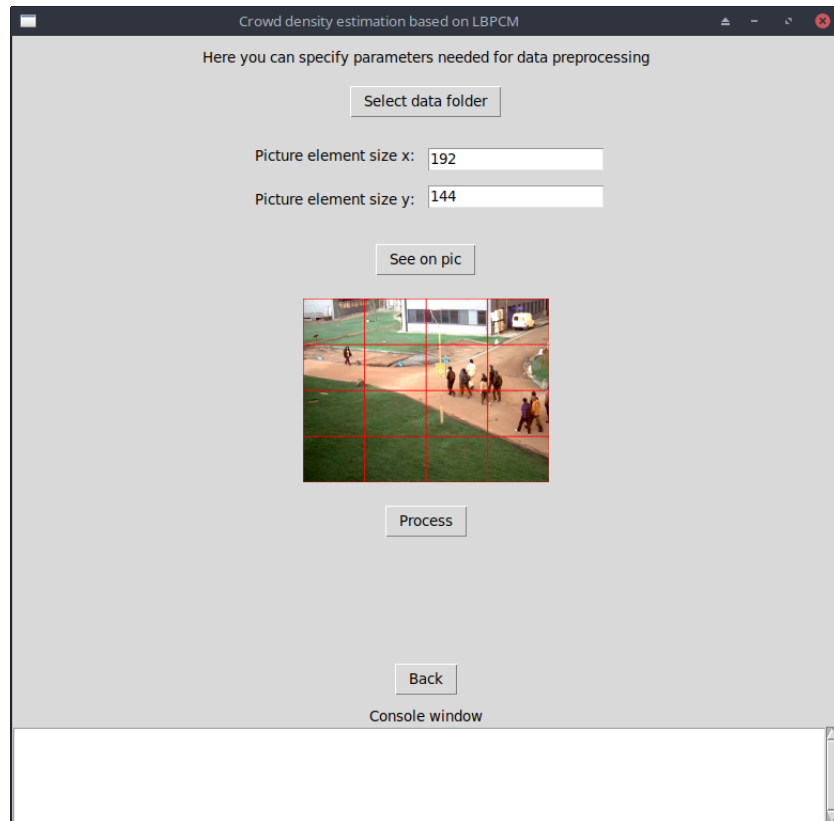 Crowd density estimation based on LBPCM
Here you can specify parameters needed for data preprocessing
Select data folder
Picture element size x: 192
Picture element size y: 144
See on pic
Process
Back
Console window